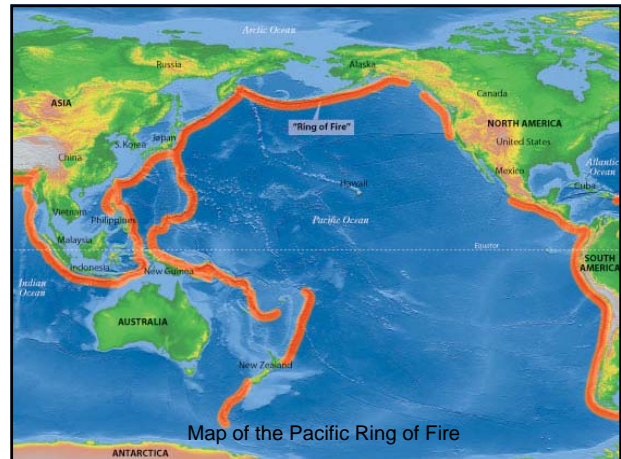 Arctic Ocean
Russia
Alaska
ASIA
Canada
"Ring of Fire"
NORTH AMERICA
S. Korea
Japan
United States
China
Atlantic
Ocean
Mexico
Hawaii
Cuba
Vietnam
Philippines
Pacific Ocean
Malaysia
Equator
SOUTH
AMERICA
Indonesia
New Guinea
Indian
Ocean
AUSTRALIA
New Zealand
Map of the Pacific Ring of Fire
ANTARCTICA